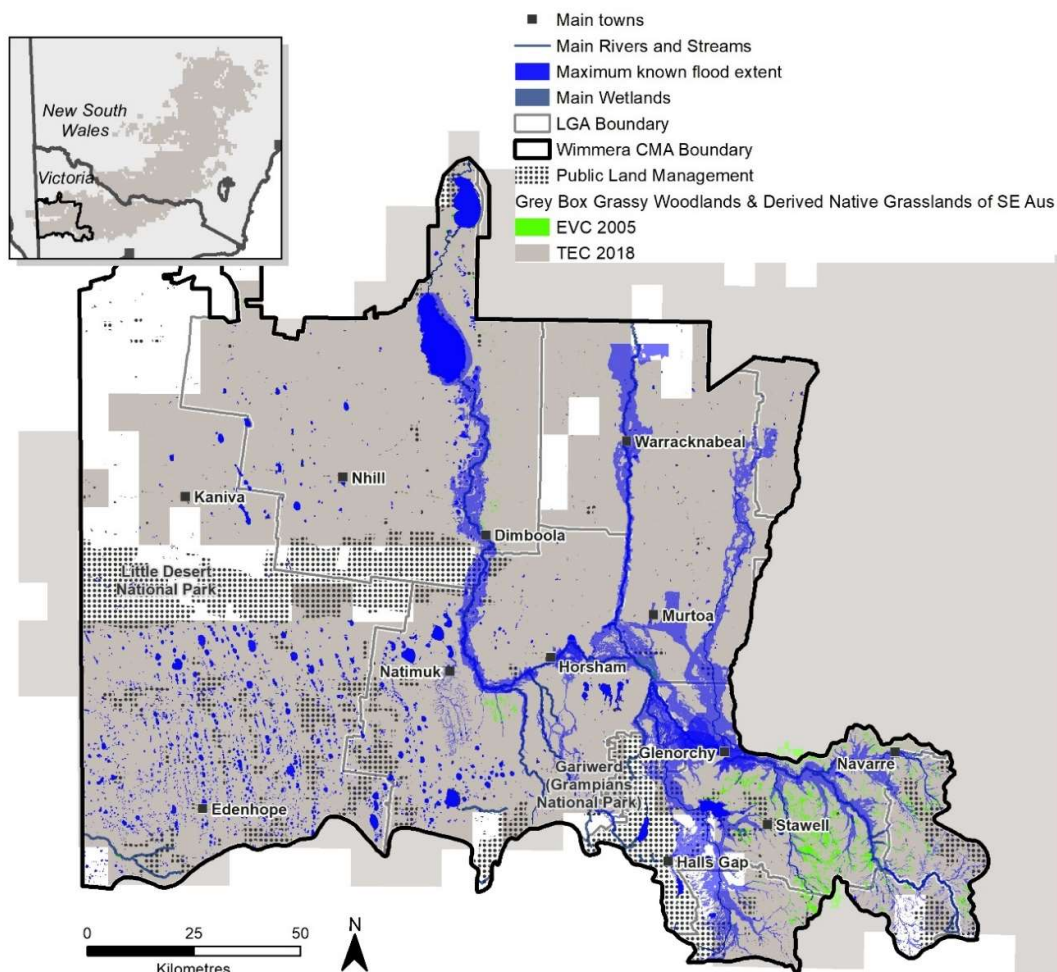 Main towns
Main Rivers and Streams
Maximum known flood extent
Main Wetlands
LGA Boundary
Wimmera CMA Boundary
Public Land Management
Grey Box Grassy Woodlands & Derived Native Grasslands of SE Aus
EVC 2005
TEC 2018
New South
Wales
Victoria
Warracknabeal
Nhill
Kaniva
Dimboola
Little Desert
National Park
Murtoa
Horsham
Natimuk
Glenorchy
Navarre
Gariwerd
(Grampians
National Park)
Edenhope
Stawell
Halls Gap
0 25 50
Kilometres
N